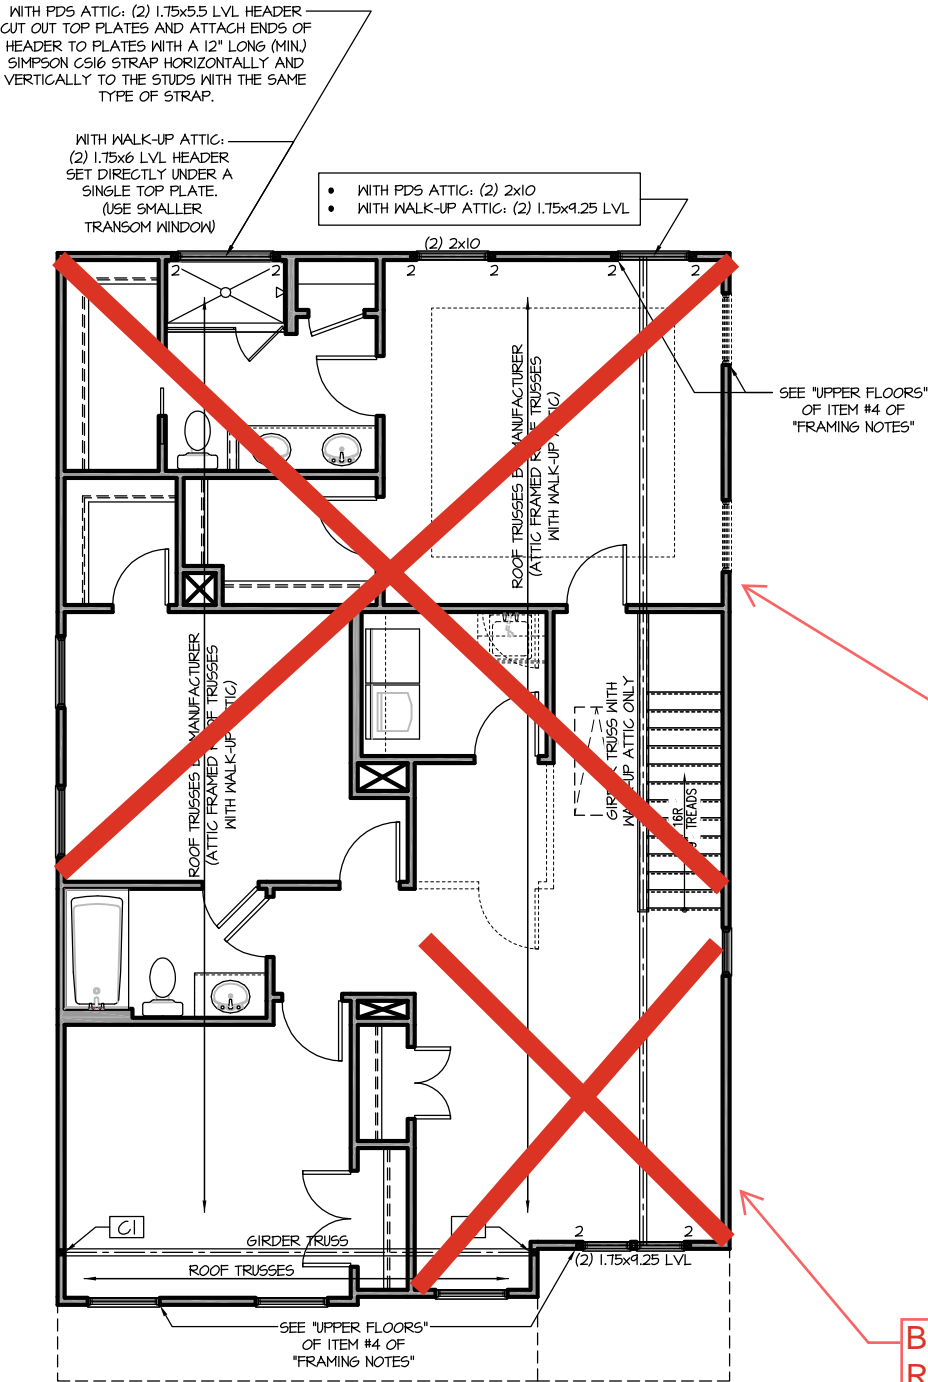 WITH PDS ATTIC: (2) 1.75x5.5 LVL HEADER
CUT OUT TOP PLATES AND ATTACH ENDS OF
HEADER TO PLATES WITH A 12" LONG (MIN.)
SIMPSON CS16 STRAP HORIZONTALLY AND
VERTICALLY TO THE STUDS WITH THE SAME
TYPE OF STRAP.
WITH WALK-UP ATTIC:
(2) 1.75x6 LVL HEADER
SET DIRECTLY UNDER A
SINGLE TOP PLATE.
(USE SMALLER
TRANSOM WINDOW)
• WITH PDS ATTIC: (2) 2x10
• WITH WALK-UP ATTIC: (2) 1.75x9.25 LVL
(2) 2x10
2 2 2 2 2 2
SEE "UPPER FLOORS"
OF ITEM #4 OF
"FRAMING NOTES"
ROOF TRUSSES MANUFACTURER
(ATTIC FRAMED TRUSSES
WITH WALK-UP
ROOF TRUSSES MANUFACTURER
(ATTIC FRAMED OF TRUSSES
WITH WALK-UP
TRUSS WITH
ATTIC ONLY
16R
TREADS
C1
GIRDER TRUSS
ROOF TRUSSES
2 2
(2) 1.75x9.25 LVL
SEE "UPPER FLOORS"
OF ITEM #4 OF
"FRAMING NOTES"
B
R